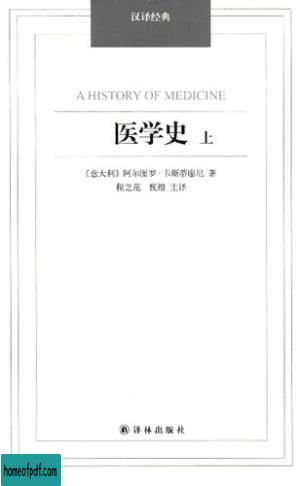 汉译经典
A HISTORY OF MEDICINE
医学史 上
〔意大利〕阿尔图罗·卡斯蒂廖尼 著
程之范 甄橙 主译
译林出版社
homeofpdf.com